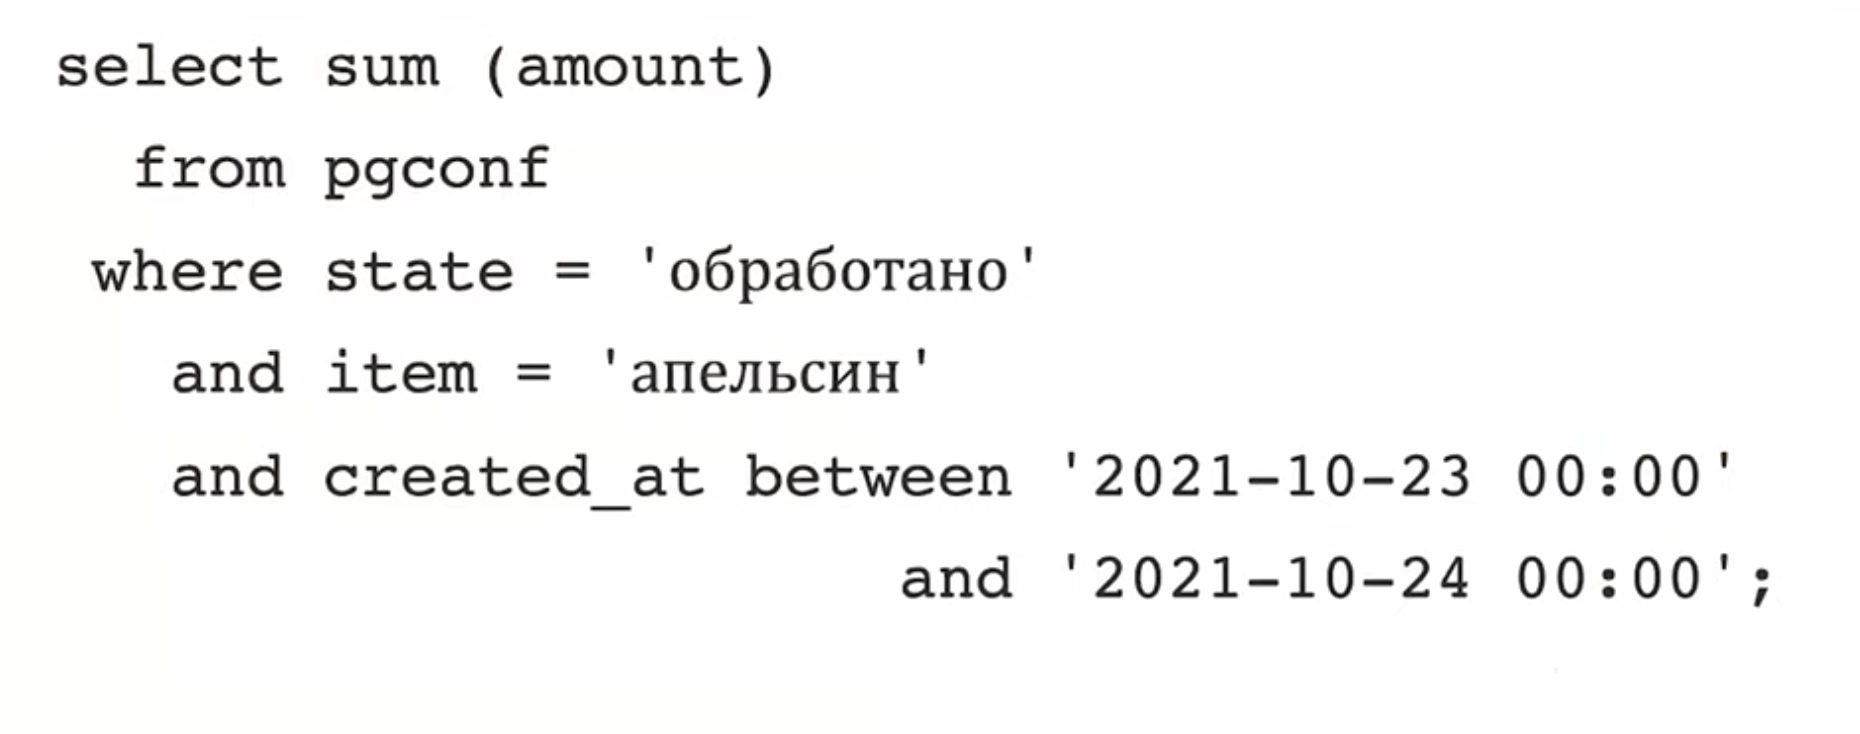 select sum (amount)
from pgconf
where state = 'обработано'
and item = 'апельсин'
and created_at between '2021-10-23 00:00'
and '2021-10-24 00:00';